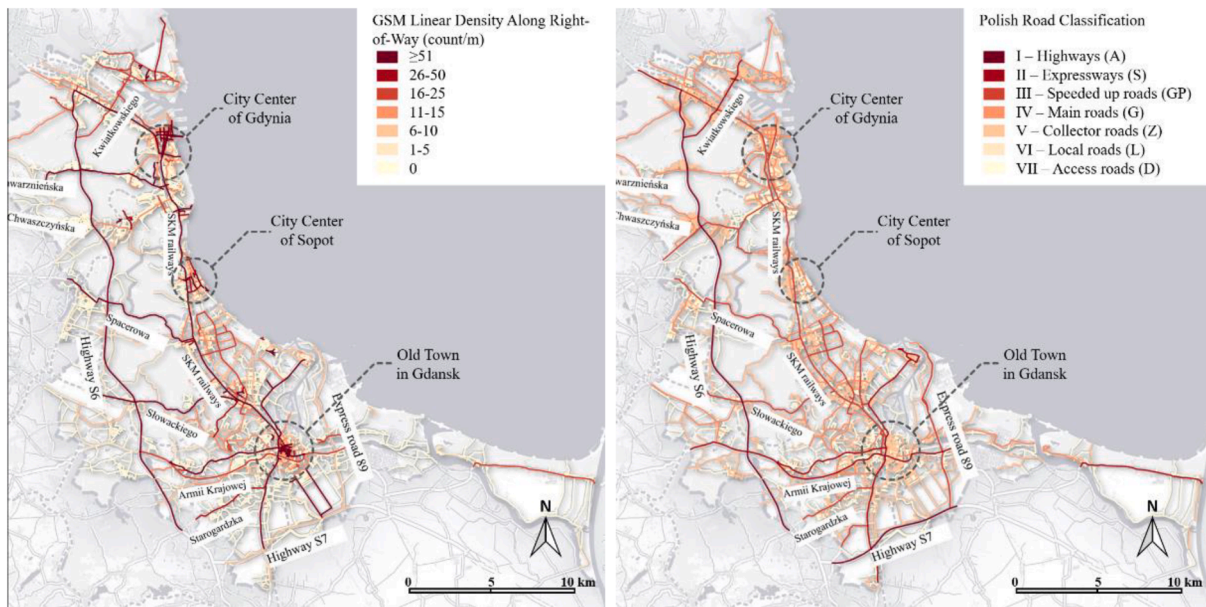 GSM Linear Density Along Right-
of-Way (count/m)
≥51
26-50
16-25
11-15
6-10
1-5
0
City Center
of Gdynia
City Center
of Sopot
Old Town
in Gdansk
Kwiatkowskiego
hwarznieńska
Chwaszczyńska
SKM railways
Spacerowa
Highway S6
SKM railways
Słowackiego
Express road 89
Armii Krajowej
Starogardzka
Highway S7
N
0 5 10 km
Polish Road Classification
I – Highways (A)
II – Expressways (S)
III – Speeded up roads (GP)
IV – Main roads (G)
V – Collector roads (Z)
VI – Local roads (L)
VII – Access roads (D)
City Center
of Gdynia
City Center
of Sopot
Old Town
in Gdansk
Kwiatkowskiego
warznieńska
Chwaszczyńska
SKM railways
Spacerowa
Highway S6
SKM railways
Słowackiego
Express road 89
Armii Krajowej
Starogardzka
Highway S7
N
0 5 10 km